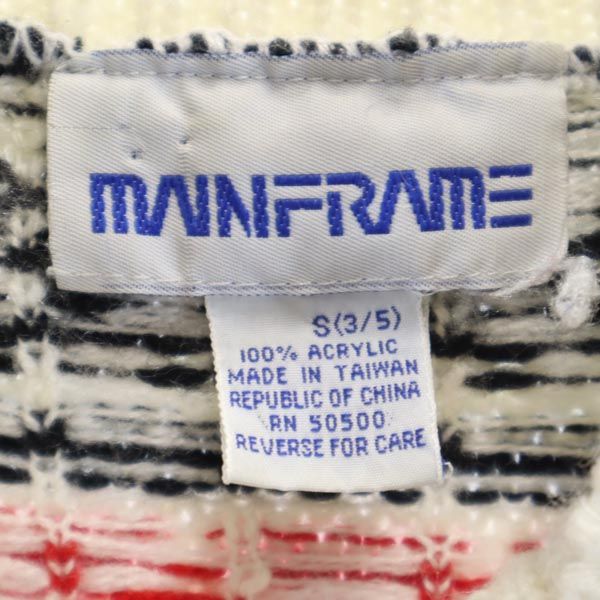 MAINFRAME
S(3/5)
100% ACRYLIC
MADE IN TAIWAN
REPUBLIC OF CHINA
RN 50500
REVERSE FOR CARE